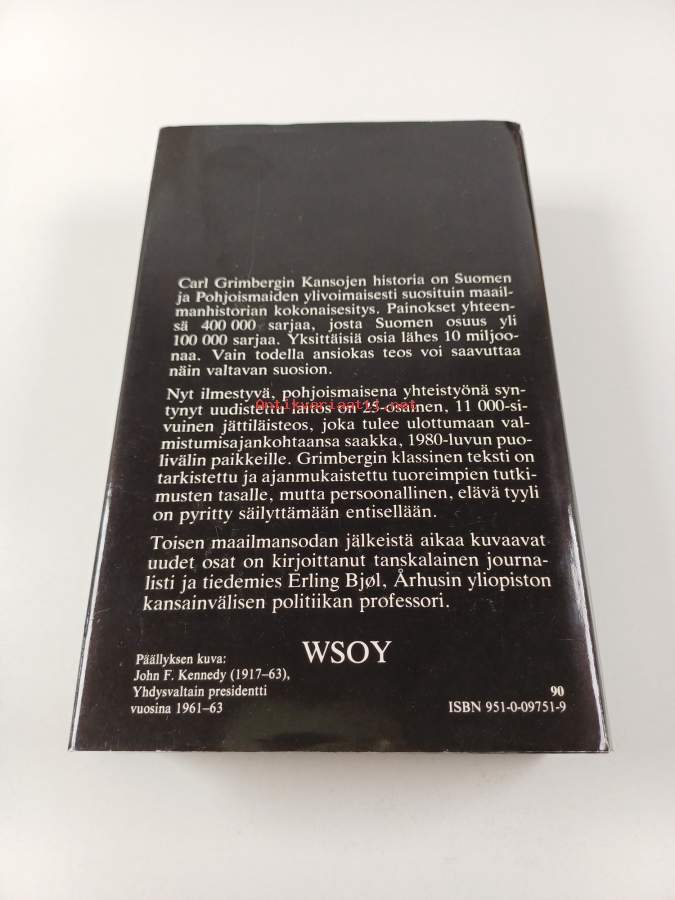 Carl Grimbergin Kansojen historia on Suomen
ja Pohjoismaiden ylivoimaisesti suosituin maail-
manhistorian kokonaisesitys. Painokset yhteen-
sä 400 000 sarjaa, josta Suomen osuus yli
100 000 sarjaa. Yksittäisiä osia lähes 10 miljoo-
naa. Vain todella ansiokas teos voi saavuttaa
näin valtavan suosion.
Nyt ilmestyvä, pohjoismaisena yhteistyönä syn-
tynyt uudistettu laitos on 25-osainen, 11 000-si-
Antikvariaatti.net
vuinen jättiläisteos, joka tulee ulottumaan val-
mistumisajankohtaansa saakka, 1980-luvun puo-
livälin paikkeille. Grimbergin klassinen teksti on
tarkistettu ja ajanmukaistettu tuoreimpien tutki-
musten tasalle, mutta persoonallinen, elävä tyyli
on pyritty säilyttämään entisellään.
Toisen maailmansodan jälkeistä aikaa kuvaavat
uudet osat on kirjoittanut tanskalainen journa-
listi ja tiedemies Erling Bjøl, Århusin yliopiston
kansainvälisen politiikan professori.
WSOY
Päällyksen kuva:
John F. Kennedy (1917–63),
Yhdysvaltain presidentti
vuosina 1961–63
90
ISBN 951-0-09751-9